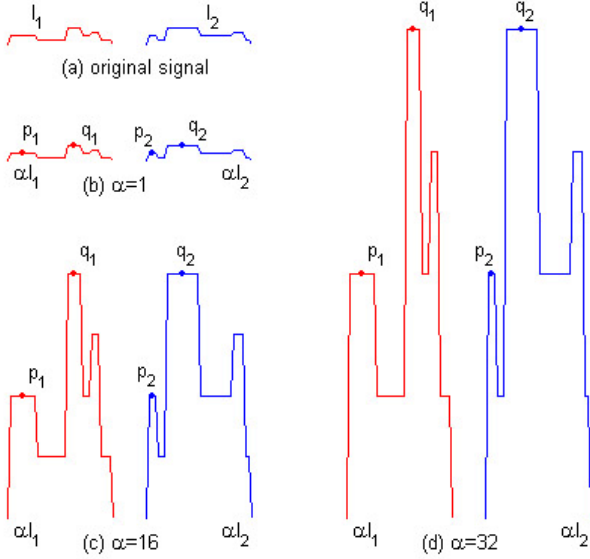 I₁ I₂
(a) original signal
p₁ q₁ p₂ q₂
αI₁ αI₂
(b) α=1
q₁ q₂
p₁ p₂
αI₁ αI₂
(c) α=16
q₁ q₂
p₁ p₂
αI₁ αI₂
(d) α=32